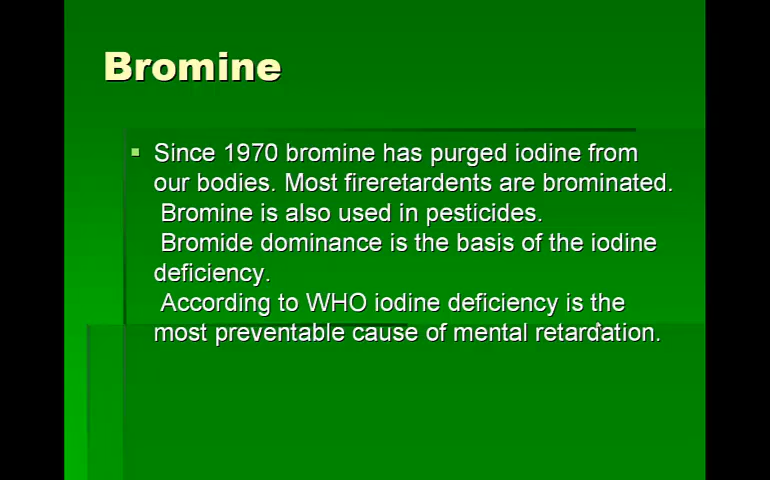 Bromine
Since 1970 bromine has purged iodine from
our bodies. Most fireretardents are brominated.
Bromine is also used in pesticides.
Bromide dominance is the basis of the iodine
deficiency.
According to WHO iodine deficiency is the
most preventable cause of mental retardation.